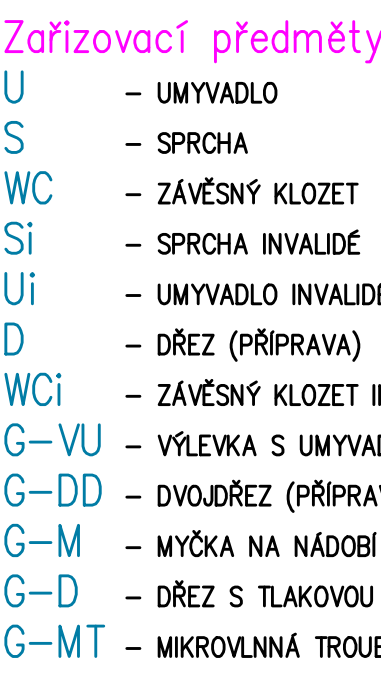 Zařizovací předměty
U – UMYVADLO
S – SPRCHA
WC – ZÁVĚSNÝ KLOZET
Si – SPRCHA INVALIDÉ
Ui – UMYVADLO INVALIDÉ
D – DŘEZ (PŘÍPRAVA)
WCi – ZÁVĚSNÝ KLOZET
G–VU – VÝLEVKA S
G–DD – DVOJDŘEZ
G–M – MYČKA NA NÁDOBÍ
G–D – DŘEZ S TLAKOVOU
G–MT – MIKROVLNNÁ